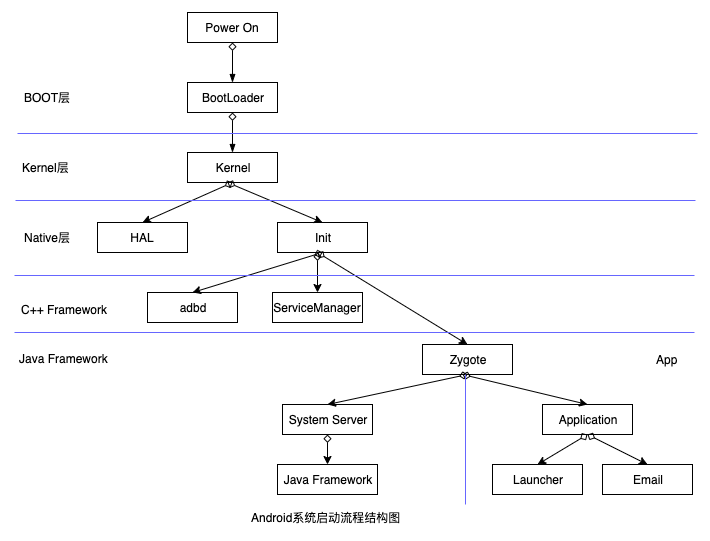 Power On
BOOT层
BootLoader
Kernel层
Kernel
Native层
HAL
Init
C++ Framework
adbd
ServiceManager
Java Framework
Zygote
App
System Server
Application
Java Framework
Launcher
Email
Android系统启动流程结构图